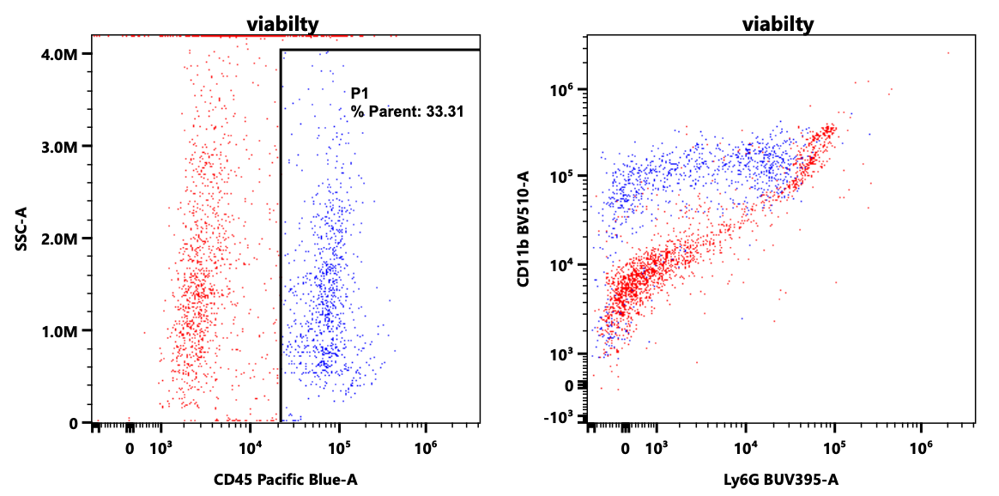 viabilty
4.0M
3.0M
2.0M
1.0M
0
SSC-A
P1
% Parent: 33.31
0 10³ 10⁴ 10⁵ 10⁶
CD45 Pacific Blue-A
viabilty
10⁶
10⁵
10⁴
10³
0
-10³
CD11b BV510-A
0 10³ 10⁴ 10⁵ 10⁶
Ly6G BUV395-A